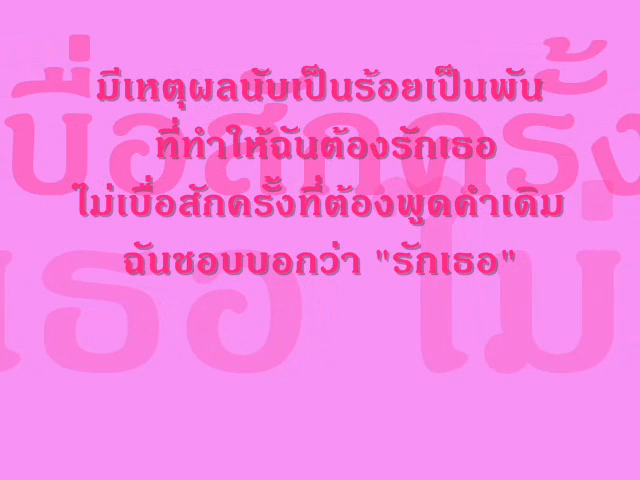 มีเหตุผลนับเป็นร้อยเป็นพัน
ที่ทำให้ฉันต้องรักเธอ
ไม่เบื่อสักครั้งที่ต้องพูดคำเดิม
ฉันชอบบอกว่า "รักเธอ"